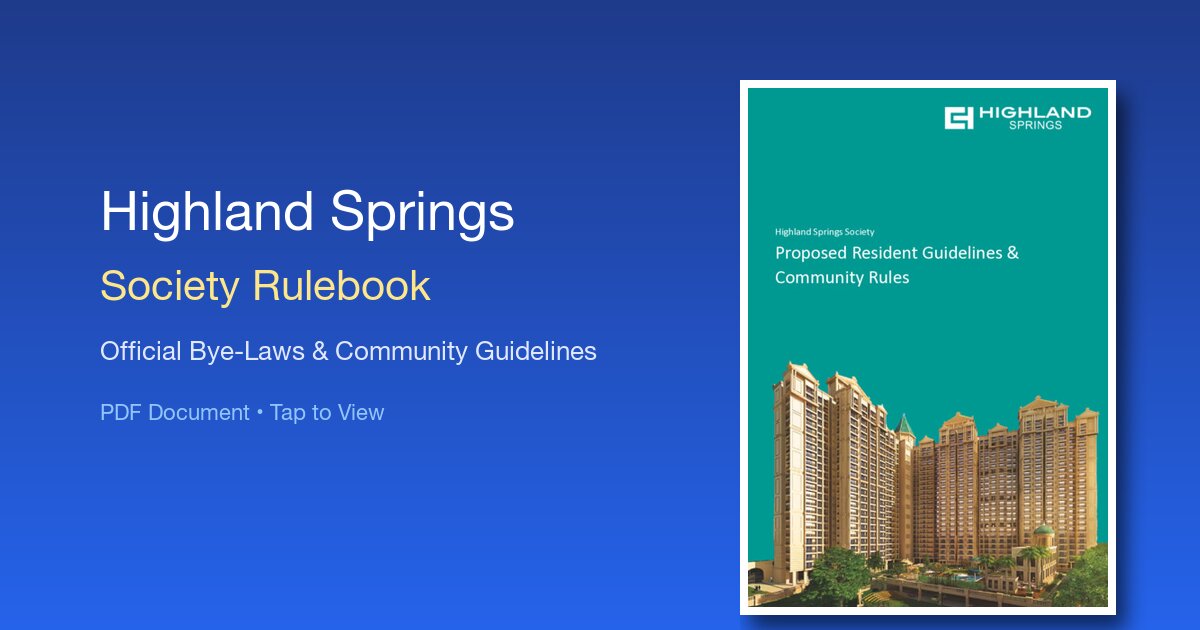 Highland Springs
Society Rulebook
Official Bye-Laws & Community Guidelines
PDF Document • Tap to View
HIGHLAND
SPRINGS
Highland Springs Society
Proposed Resident Guidelines &
Community Rules